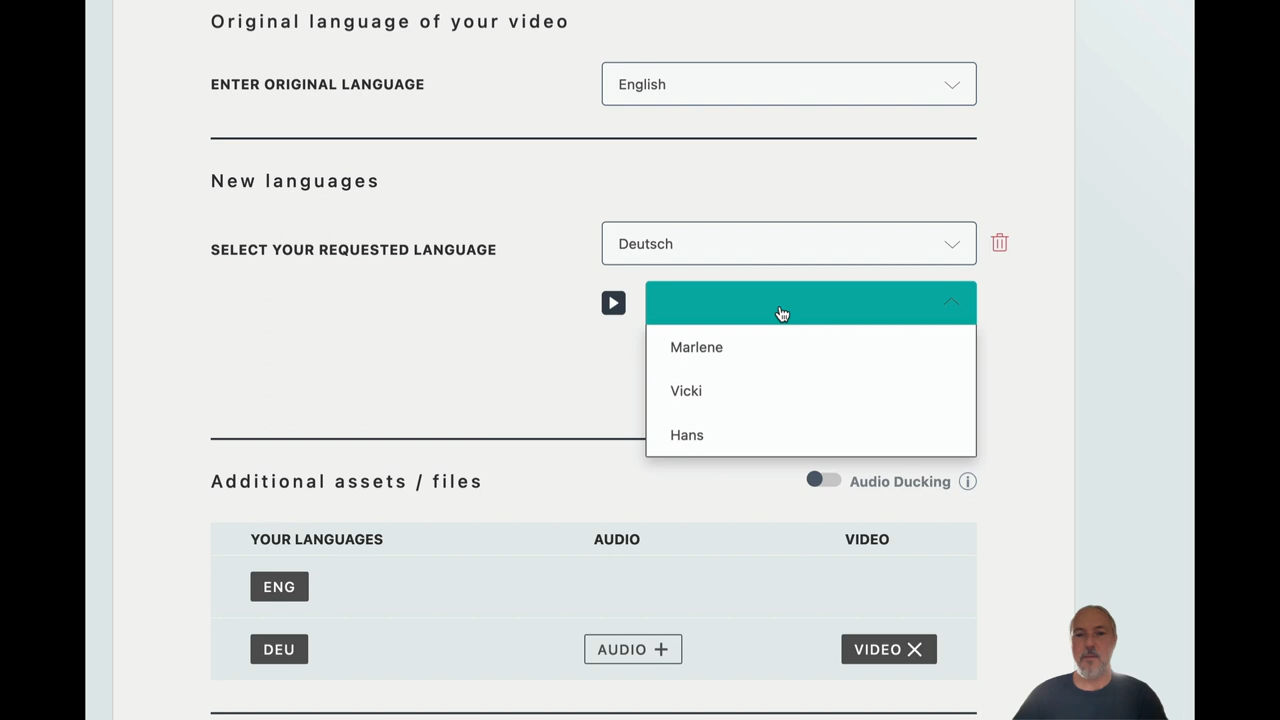 Original language of your video
ENTER ORIGINAL LANGUAGE
English
New languages
SELECT YOUR REQUESTED LANGUAGE
Deutsch
Marlene
Vicki
Hans
Additional assets / files
Audio Ducking
YOUR LANGUAGES AUDIO VIDEO
ENG
DEU AUDIO + VIDEO X